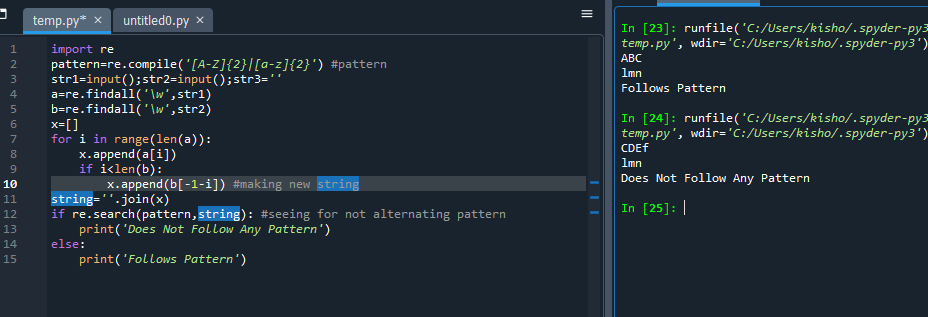 temp.py* × untitled0.py ×
1 import re
2 pattern=re.compile('[A-Z]{2}|[a-z]{2}') #pattern
3 str1=input();str2=input();str3=''
4 a=re.findall('\w',str1)
5 b=re.findall('\w',str2)
6 x=[]
7 for i in range(len(a)):
8 x.append(a[i])
9 if i<len(b):
10 x.append(b[-1-i]) #making new string
11 string=''.join(x)
12 if re.search(pattern,string): #seeing for not alternating pattern
13 print('Does Not Follow Any Pattern')
14 else:
15 print('Follows Pattern')
In [23]: runfile('C:/Users/kisho/.spyder-py3
temp.py', wdir='C:/Users/kisho/.spyder-py3')
ABC
lmn
Follows Pattern
In [24]: runfile('C:/Users/kisho/.spyder-py3
temp.py', wdir='C:/Users/kisho/.spyder-py3')
CDEf
lmn
Does Not Follow Any Pattern
In [25]: